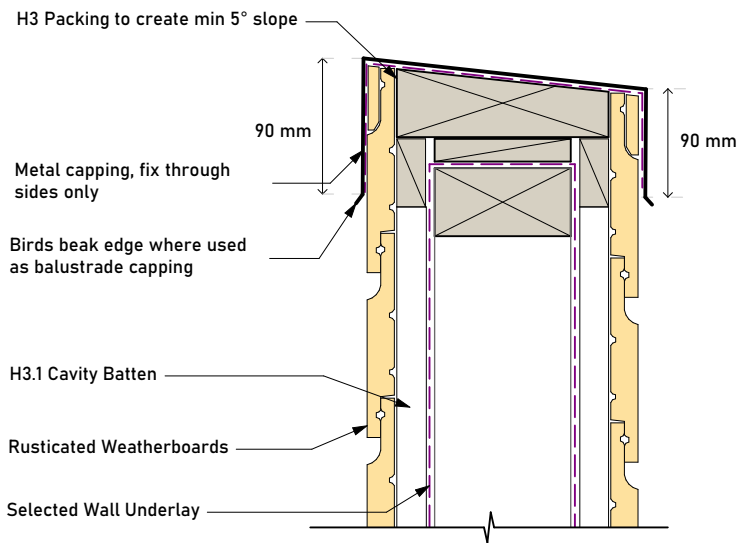 H3 Packing to create min 5° slope
90 mm
90 mm
Metal capping, fix through
sides only
Birds beak edge where used
as balustrade capping
H3.1 Cavity Batten
Rusticated Weatherboards
Selected Wall Underlay